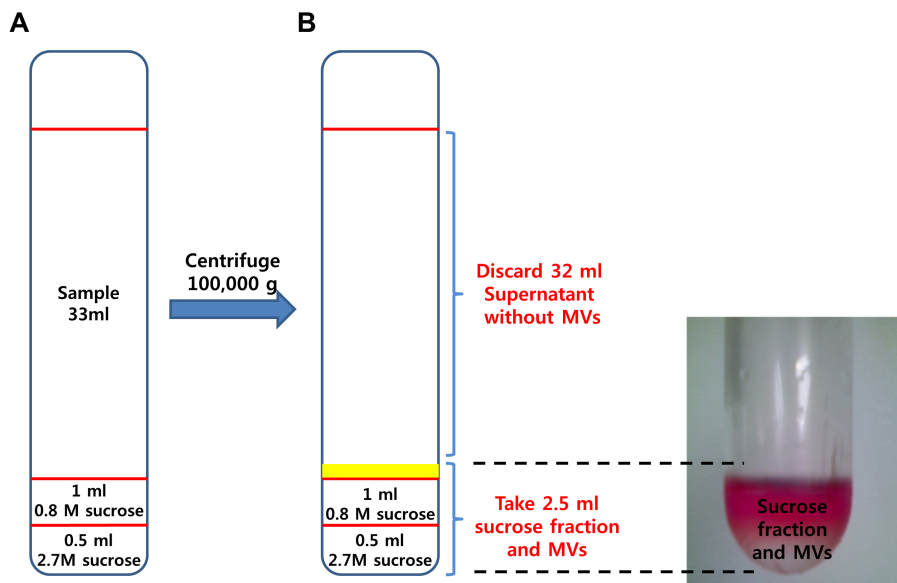 A
B
Sample
33ml
1 ml
0.8 M sucrose
0.5 ml
2.7M sucrose
Centrifuge
100,000 g
1 ml
0.8 M sucrose
0.5 ml
2.7M sucrose
Discard 32 ml
Supernatant
without MVs
Take 2.5 ml
sucrose fraction
and MVs
Sucrose
fraction
and MVs